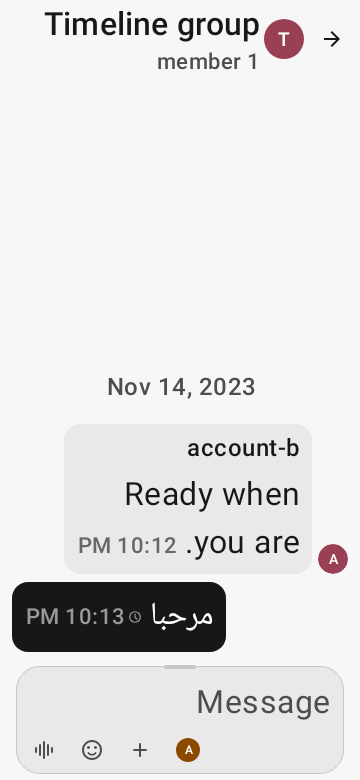 Timeline group
T
member 1
Nov 14, 2023
account-b
Ready when
you are.
10:12 PM
A
مرحبا
10:13 PM
Message
A